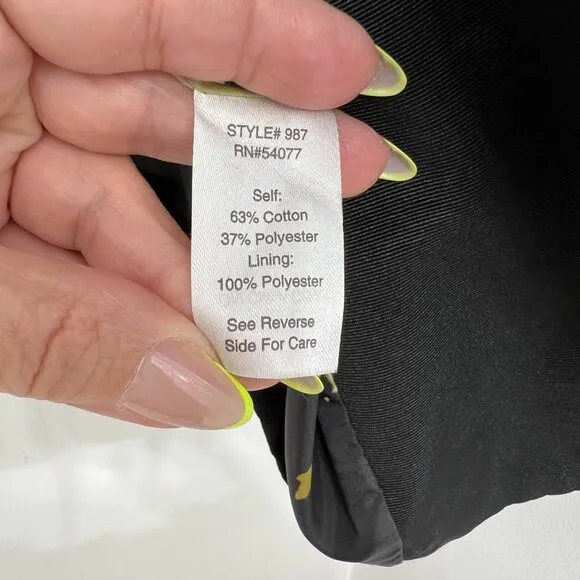 STYLE# 987
RN#54077
Self:
63% Cotton
37% Polyester
Lining:
100% Polyester
See Reverse
Side For Care